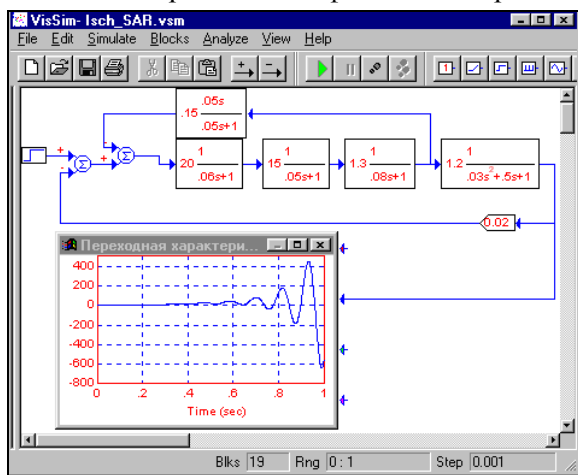 VisSim- Isch_SAR.vsm
File Edit Simulate Blocks Analyze View Help
.15 .05s
.05s+1
+ - Σ + - Σ
20 1
.06s+1
15 1
.05s+1
1.3 1
.08s+1
1.2 1
.03s²+.5s+1
0.02
Переходная характери...
400
200
0
-200
-400
-600
-800
0 .2 .4 .6 .8 1
Time (sec)
Blks 19 Rng 0 : 1 Step 0.001